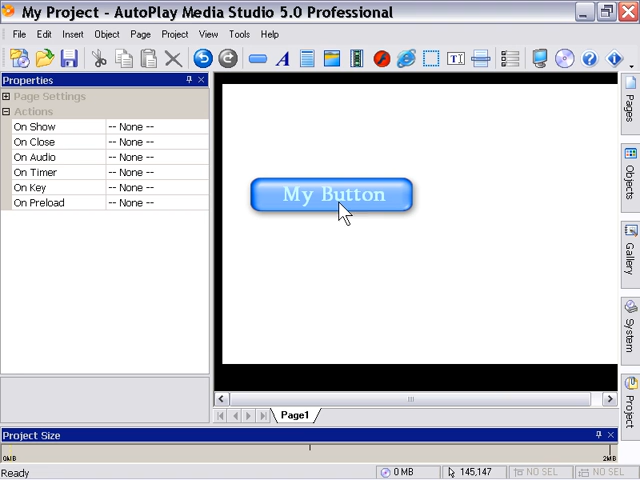 My Project - AutoPlay Media Studio 5.0 Professional
File Edit Insert Object Page Project View Tools Help
Properties
Page Settings
Actions
On Show -- None --
On Close -- None --
On Audio -- None --
On Timer -- None --
On Key -- None --
On Preload -- None --
My Button
Pages
Objects
Gallery
System
Project
Page1
Project Size
0MB 2MB
Ready 0 MB 145,147 NO SEL NO SEL